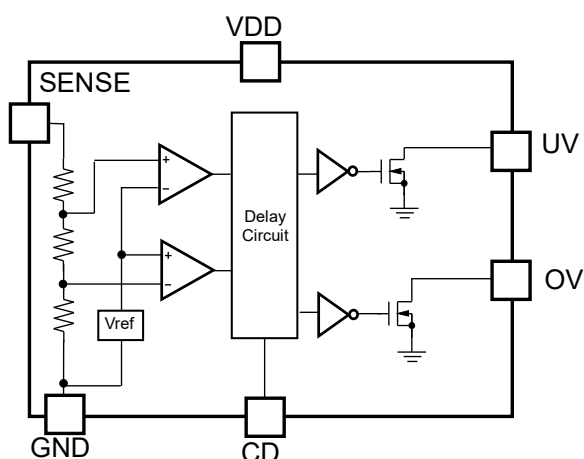 VDD
SENSE
UV
+
−
Delay
Circuit
+
−
OV
Vref
GND
CD